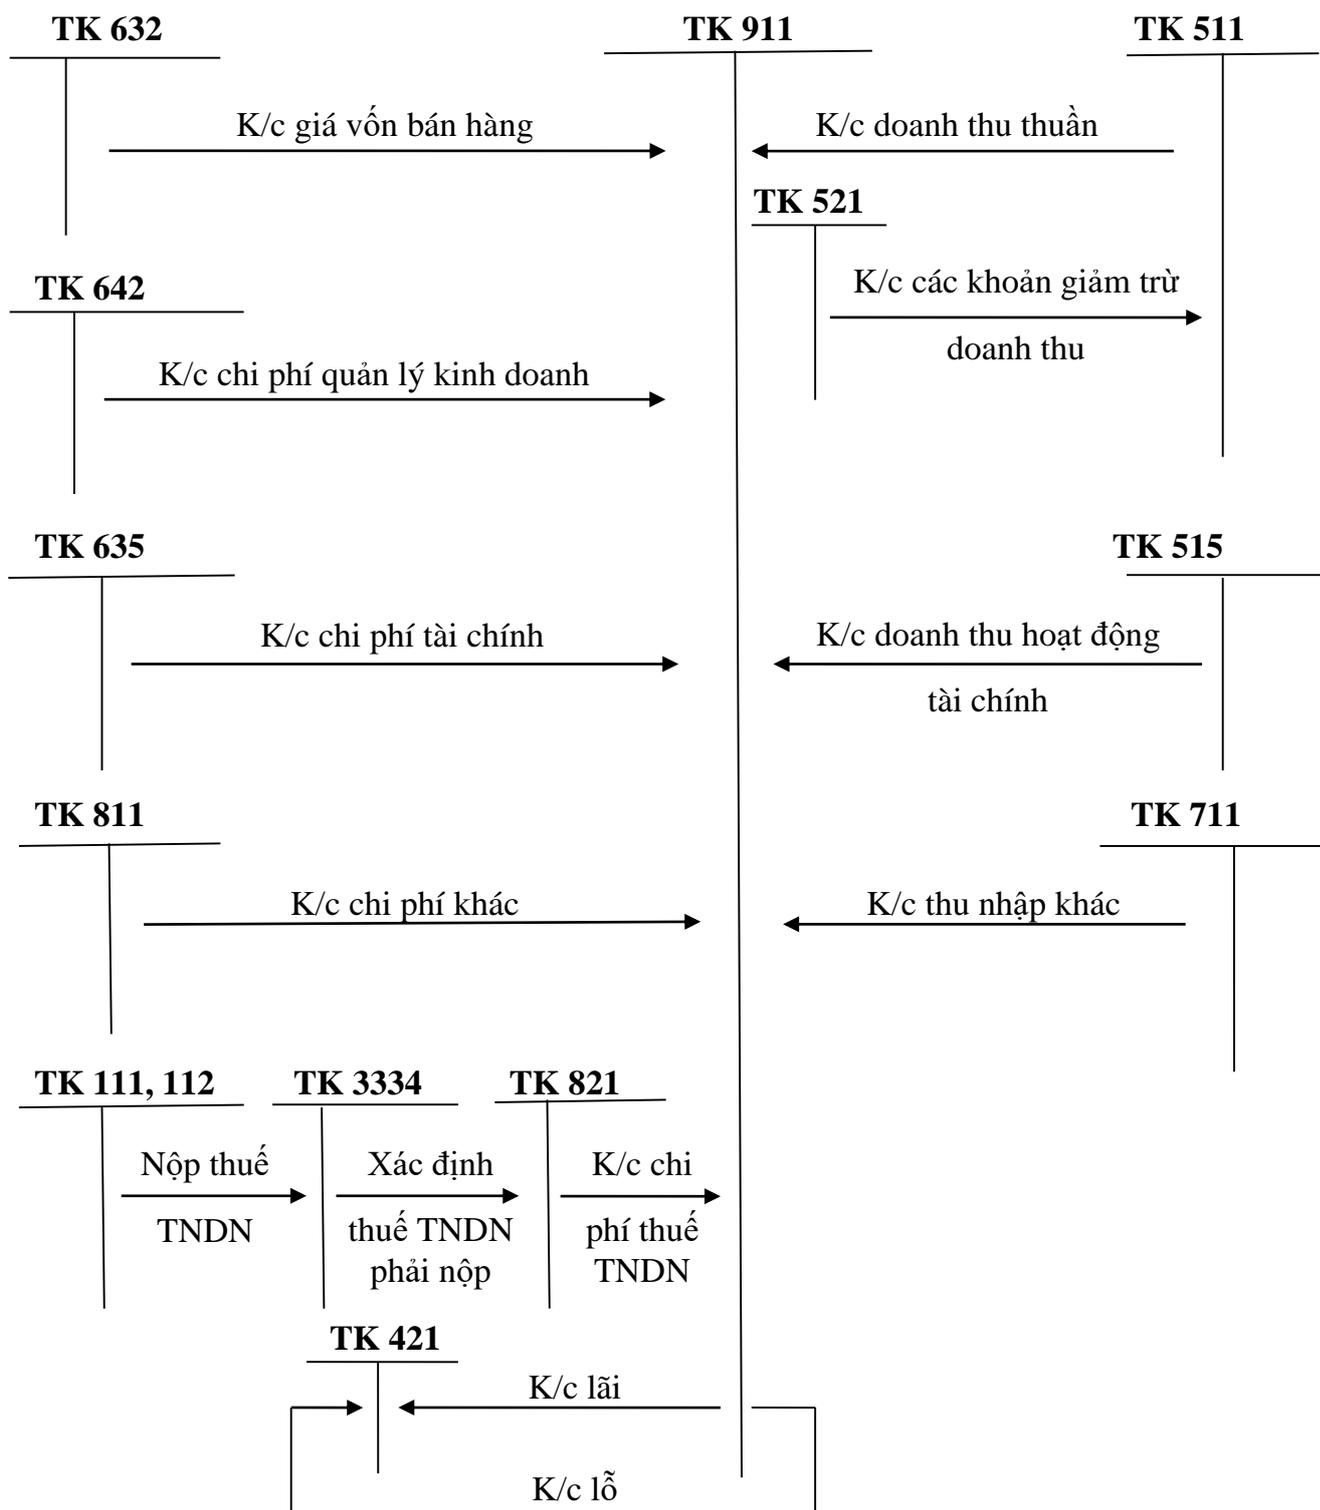 TK 632
TK 911
TK 511
K/c giá vốn bán hàng
K/c doanh thu thuần
TK 521
TK 642
K/c các khoản giảm trừ
doanh thu
K/c chi phí quản lý kinh doanh
TK 635
TK 515
K/c chi phí tài chính
K/c doanh thu hoạt động
tài chính
TK 811
TK 711
K/c chi phí khác
K/c thu nhập khác
TK 111, 112
TK 3334
TK 821
Nộp thuế
TNDN
Xác định
thuế TNDN
phải nộp
K/c chi
phí thuế
TNDN
TK 421
K/c lãi
K/c lỗ